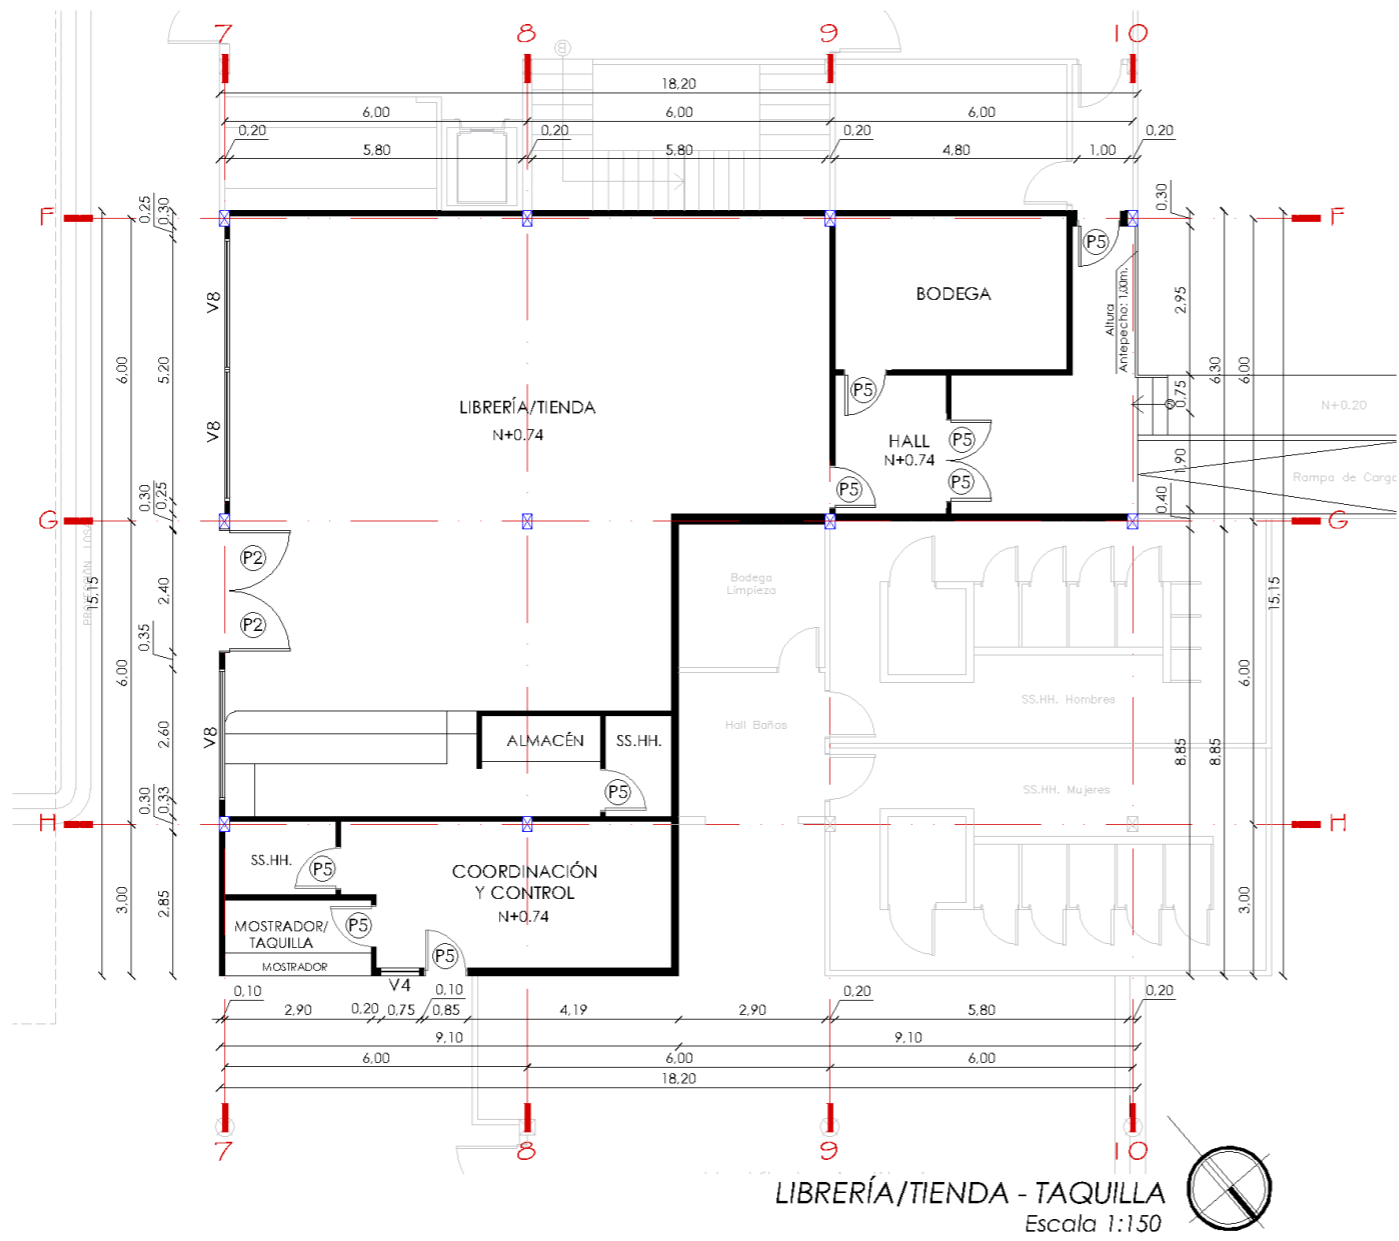 7 8 9 10
B
18,20
6,00 6,00 6,00
0,20 0,20 0,20 0,20
5,80 5,80 4,80 1,00
F F
0,25 0,30 0,30
P5
V8 BODEGA
Altura
Antepecho: 1,00m.
2,95
6,00 5,20 6,30 6,00
P5 0,75
LIBRERÍA/TIENDA
N+0.74
N+0.20
V8 HALL
N+0.74
P5
P5 P5
1,90
Rampa de Carga
0,30 0,25 0,40
G G
P2
Bodega
Limpieza
PROYECCIÓN LOSA
15,15 2,40 15,15
P2
0,35
6,00 6,00
SS.HH. Hombres
2,60 V8 ALMACÉN SS.HH. Hall Baños
8,85 8,85
P5 SS.HH. Mujeres
0,30 0,33
H H
SS.HH. P5
COORDINACIÓN
Y CONTROL
N+0.74
3,00 2,85 3,00
MOSTRADOR/
TAQUILLA
P5
P5
MOSTRADOR
V4
0,10 0,10 0,20 0,20
2,90 0,20 0,75 0,85 4,19 2,90 5,80
9,10 9,10
6,00 6,00 6,00
18,20
7 8 9 10
LIBRERÍA/TIENDA - TAQUILLA
Escala 1:150